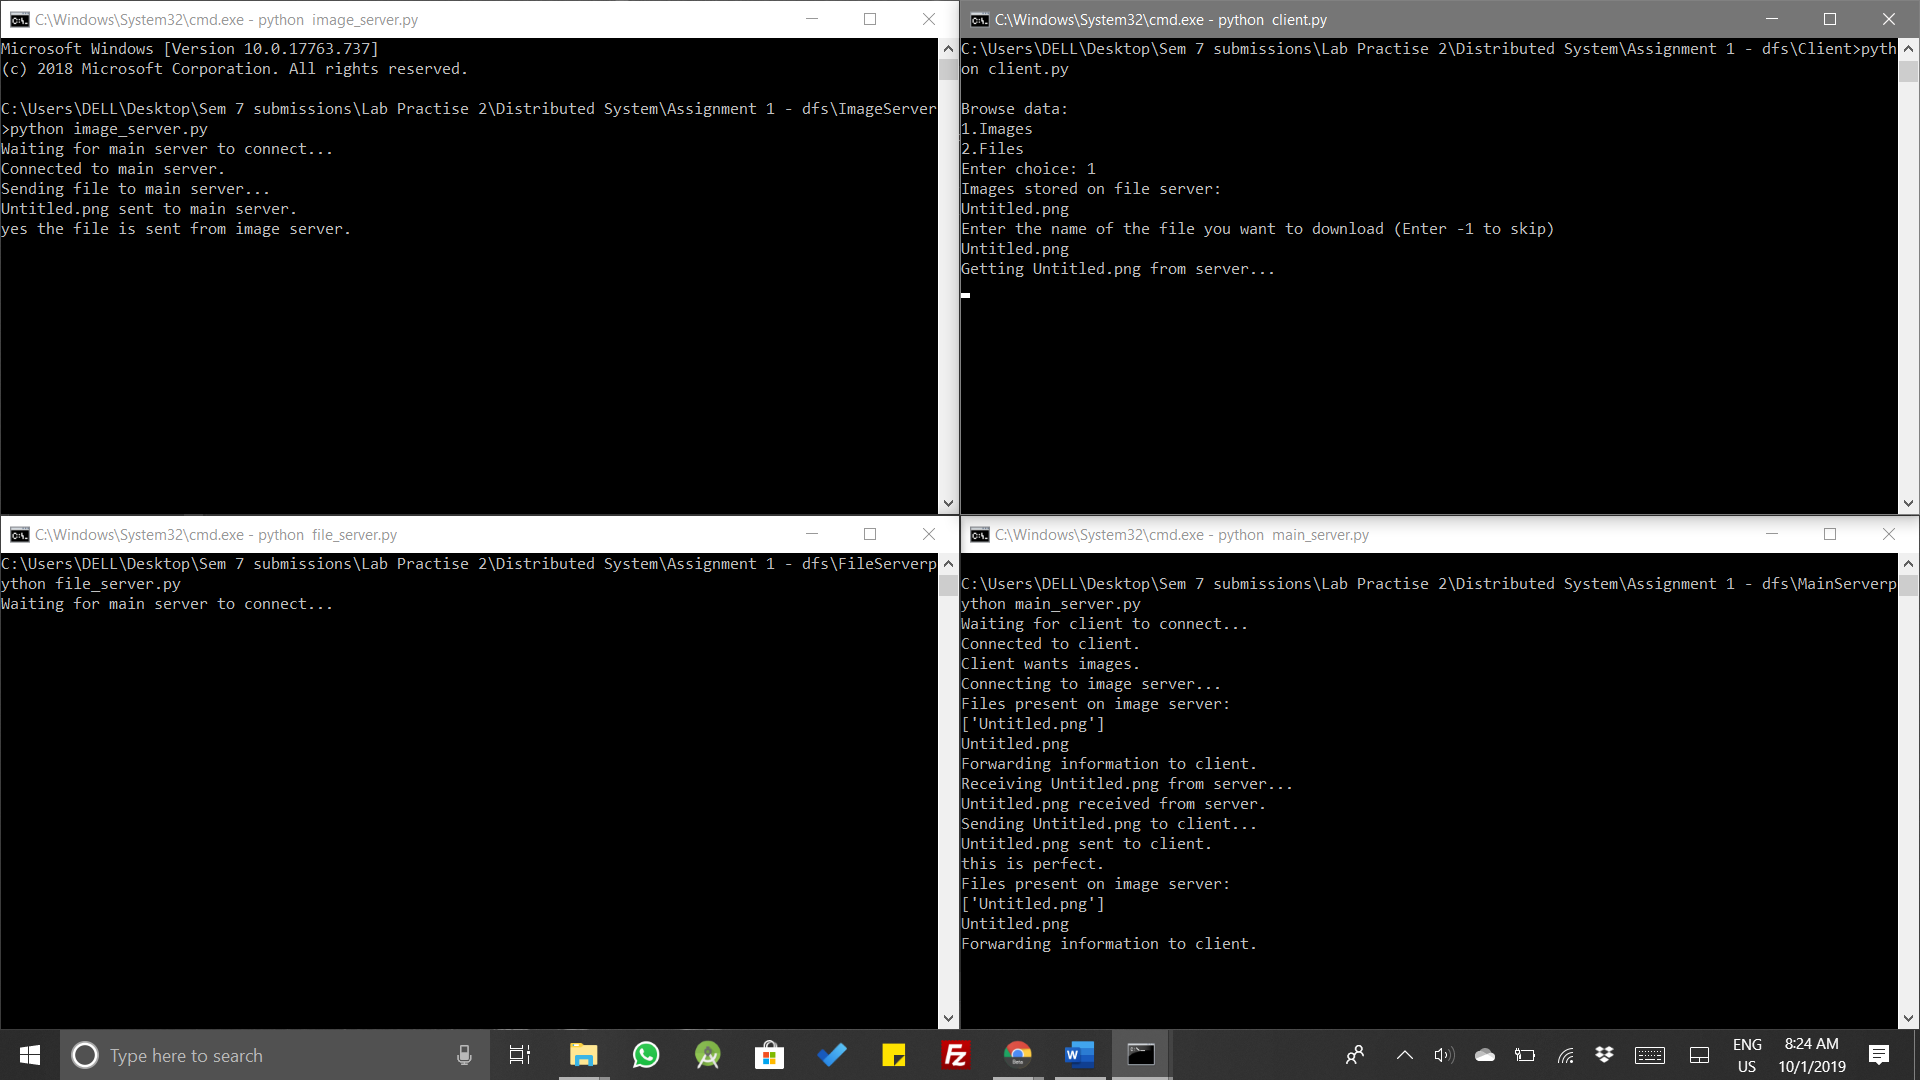 C:\Windows\System32\cmd.exe - python  image_server.py
Microsoft Windows [Version 10.0.17763.737]
(c) 2018 Microsoft Corporation. All rights reserved.
C:\Users\DELL\Desktop\Sem 7 submissions\Lab Practise 2\Distributed System\Assignment 1 - dfs\ImageServer
>python image_server.py
Waiting for main server to connect...
Connected to main server.
Sending file to main server...
Untitled.png sent to main server.
yes the file is sent from image server.
C:\Windows\System32\cmd.exe - python  client.py
C:\Users\DELL\Desktop\Sem 7 submissions\Lab Practise 2\Distributed System\Assignment 1 - dfs\Client>pyth
on client.py
Browse data:
1.Images
2.Files
Enter choice: 1
Images stored on file server:
Untitled.png
Enter the name of the file you want to download (Enter -1 to skip)
Untitled.png
Getting Untitled.png from server...
C:\Windows\System32\cmd.exe - python  file_server.py
C:\Users\DELL\Desktop\Sem 7 submissions\Lab Practise 2\Distributed System\Assignment 1 - dfs\FileServerp
ython file_server.py
Waiting for main server to connect...
C:\Windows\System32\cmd.exe - python  main_server.py
C:\Users\DELL\Desktop\Sem 7 submissions\Lab Practise 2\Distributed System\Assignment 1 - dfs\MainServerp
ython main_server.py
Waiting for client to connect...
Connected to client.
Client wants images.
Connecting to image server...
Files present on image server:
['Untitled.png']
Untitled.png
Forwarding information to client.
Receiving Untitled.png from server...
Untitled.png received from server.
Sending Untitled.png to client...
Untitled.png sent to client.
this is perfect.
Files present on image server:
['Untitled.png']
Untitled.png
Forwarding information to client.
Type here to search
ENG
US
8:24 AM
10/1/2019